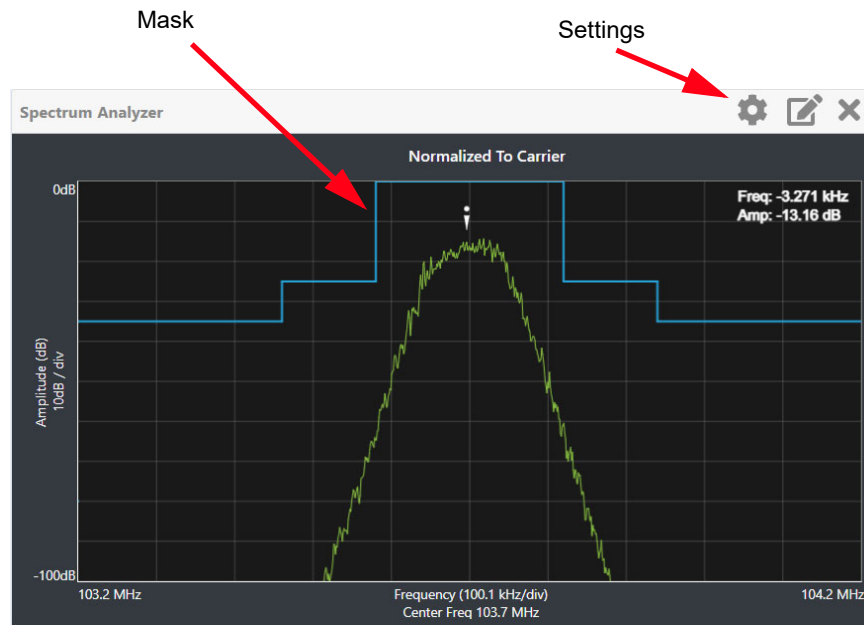 Mask
Settings
Spectrum Analyzer
Normalized To Carrier
0dB
Freq: -3.271 kHz
Amp: -13.16 dB
Amplitude (dB)
10dB / div
-100dB
103.2 MHz
Frequency (100.1 kHz/div)
104.2 MHz
Center Freq 103.7 MHz